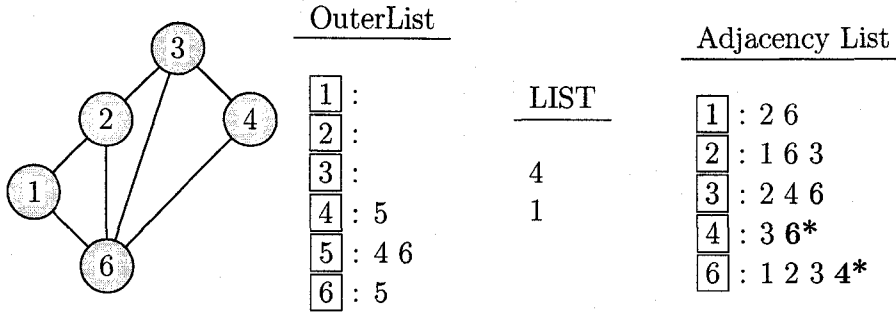 3
2
4
1
6
OuterList
1 :
2 :
3 :
4 : 5
5 : 4 6
6 : 5
LIST
4
1
Adjacency List
1 : 2 6
2 : 1 6 3
3 : 2 4 6
4 : 3 6*
6 : 1 2 3 4*